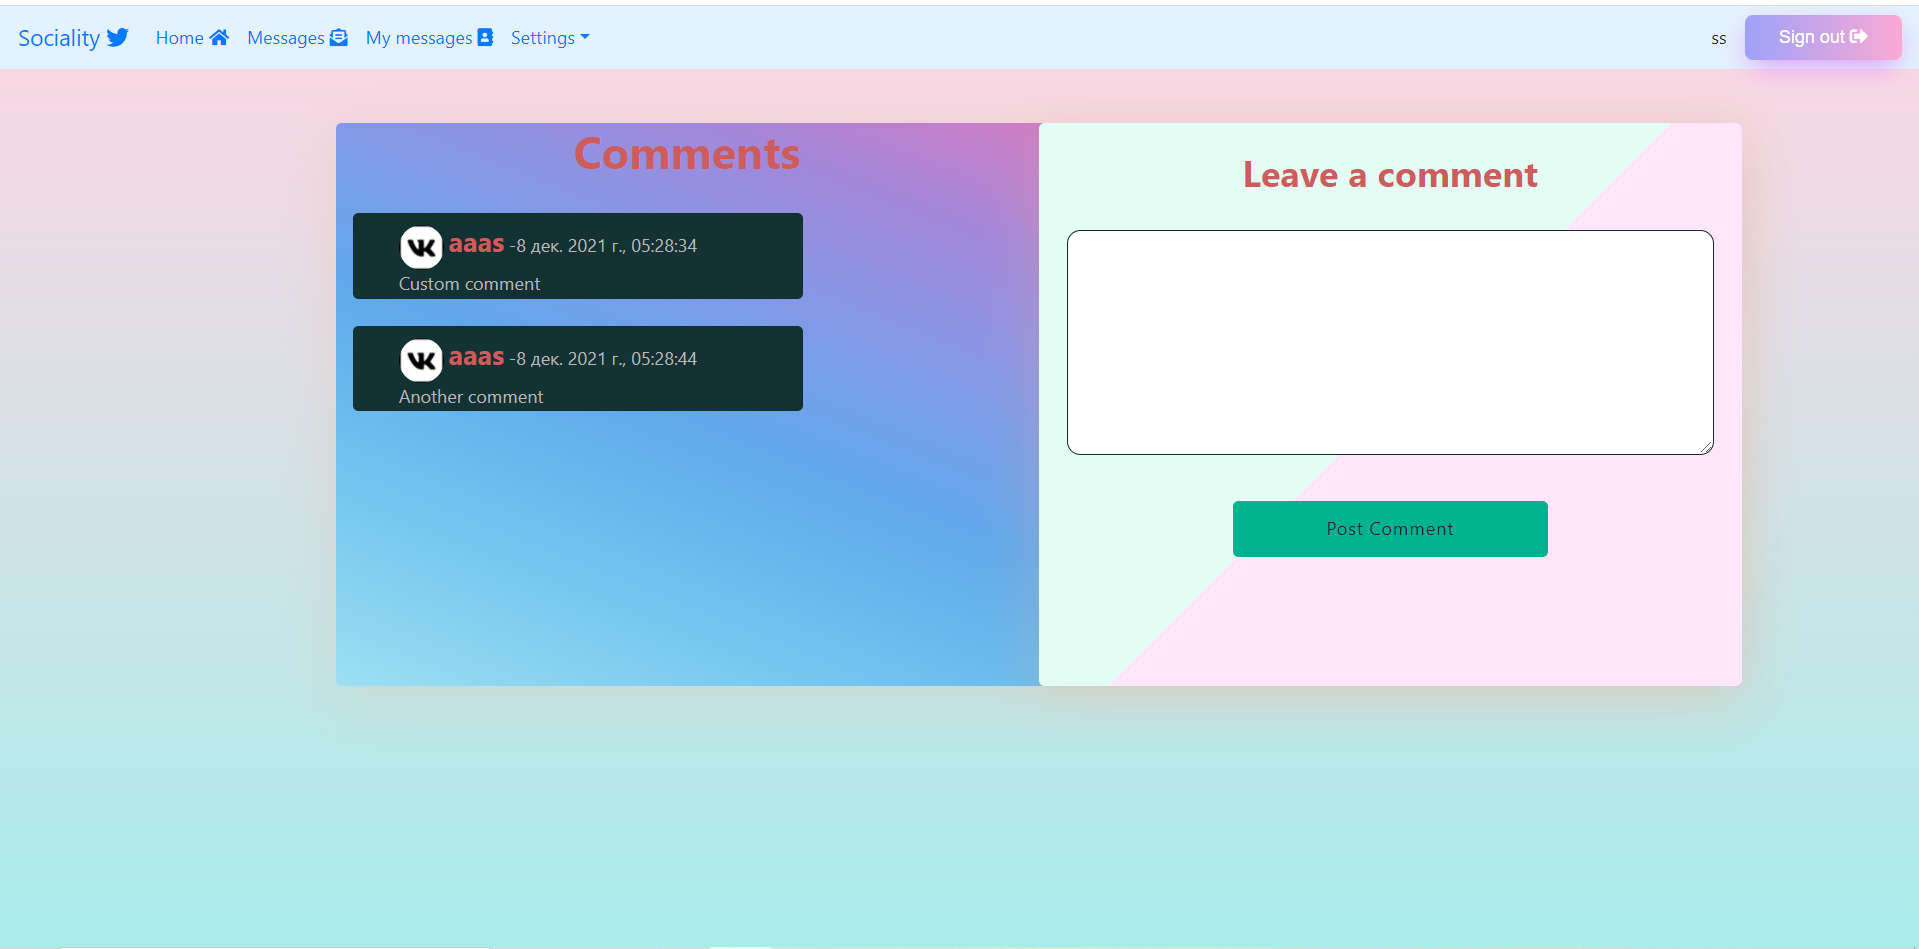 Sociality Home Messages My messages Settings ss Sign out
Comments
aaas -8 дек. 2021 г., 05:28:34
Custom comment
aaas -8 дек. 2021 г., 05:28:44
Another comment
Leave a comment
Post Comment